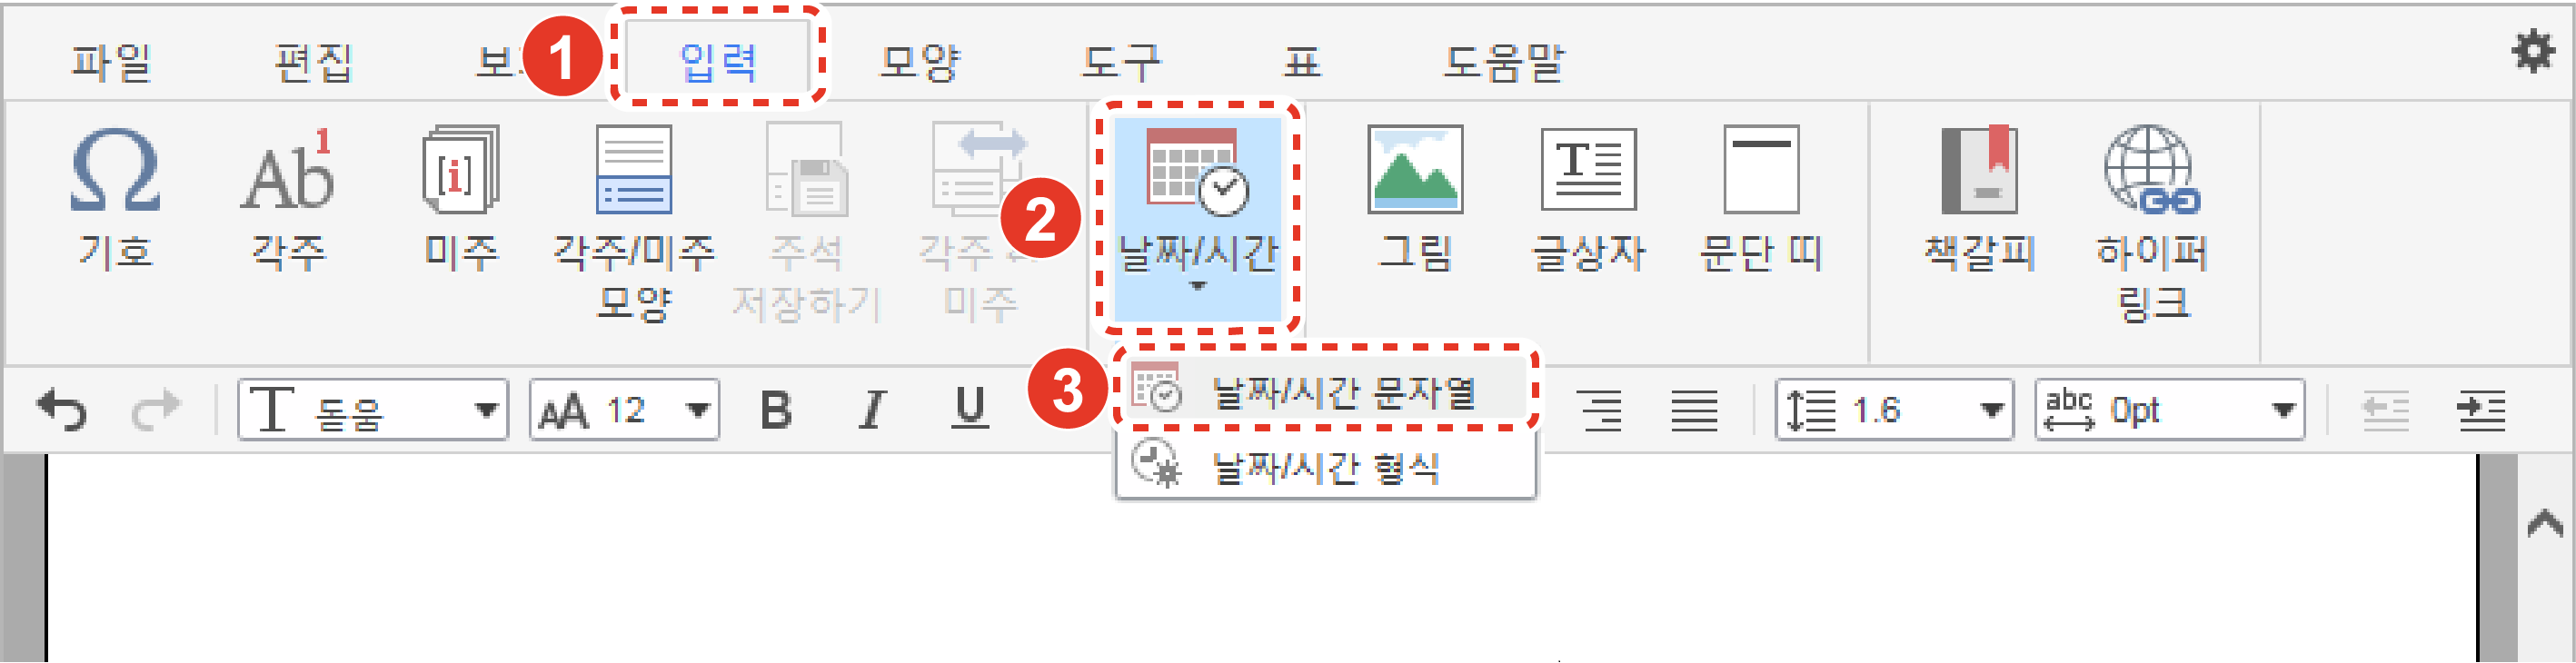 파일 편집 1 입력 모양 도구 표 도움말
Ω Ab1 [i] T
기호 각주 미주 각주/미주 모양 주석 저장하기 각주 미주 2 날짜/시간 그림 글상자 문단 띠 책갈피 하이퍼 링크
3 날짜/시간 문자열
날짜/시간 형식
T 돋움 AA 12 B I U 1.6 abc 0pt